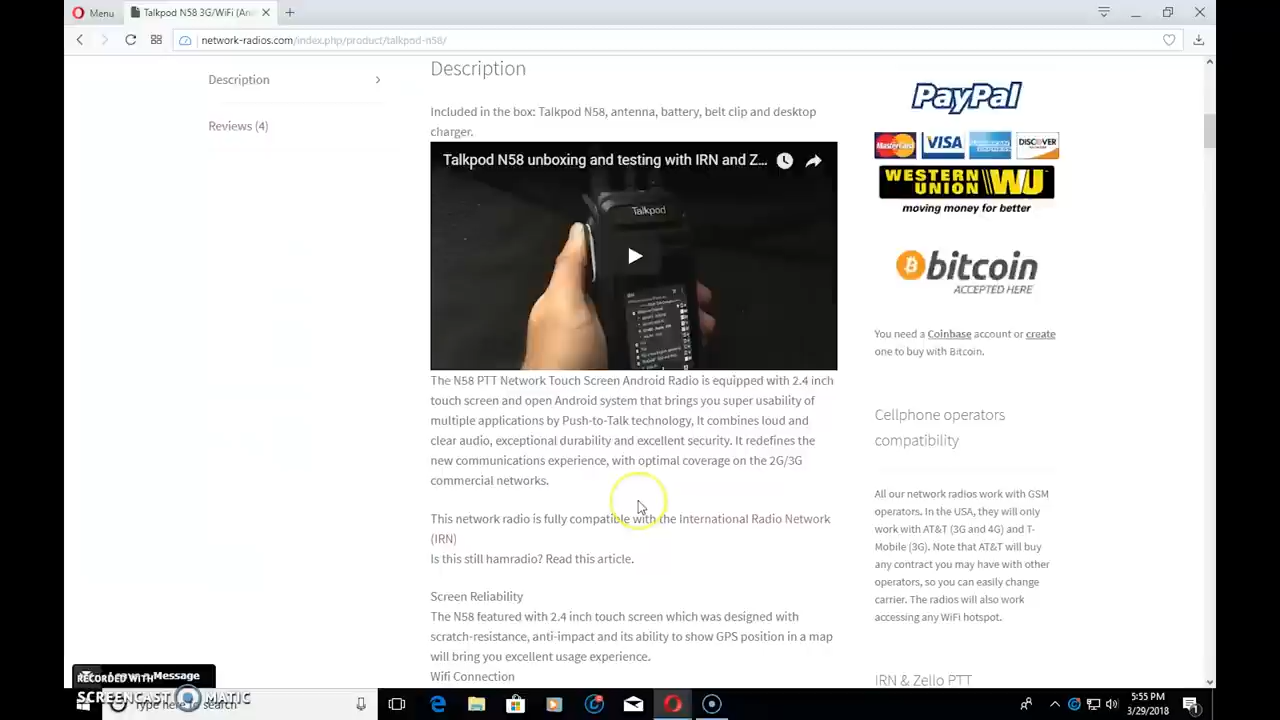 Menu
Talkpod N58 3G/WiFi (And
network-radios.com/index.php/product/talkpod-n58/
Description
Reviews (4)
Description
Included in the box: Talkpod N58, antenna, battery, belt clip and desktop
charger.
Talkpod N58 unboxing and testing with IRN and Z...
Talkpod
The N58 PTT Network Touch Screen Android Radio is equipped with 2.4 inch
touch screen and open Android system that brings you super usability of
multiple applications by Push-to-Talk technology, It combines loud and
clear audio, exceptional durability and excellent security. It redefines the
new communications experience, with optimal coverage on the 2G/3G
commercial networks.
This network radio is fully compatible with the International Radio Network
(IRN)
Is this still hamradio? Read this article.
Screen Reliability
The N58 featured with 2.4 inch touch screen which was designed with
scratch-resistance, anti-impact and its ability to show GPS position in a map
will bring you excellent usage experience.
Wifi Connection
PayPal
MasterCard VISA DISCOVER
WESTERN UNION WU
moving money for better
bitcoin
ACCEPTED HERE
You need a Coinbase account or create
one to buy with Bitcoin.
Cellphone operators
compatibility
All our network radios work with GSM
operators. In the USA, they will only
work with AT&T (3G and 4G) and T-
Mobile (3G). Note that AT&T will buy
any contract you may have with other
operators, so you can easily change
carrier. The radios will also work
accessing any WiFi hotspot.
IRN & Zello PTT
Message
RECORDED WITH
SCREENCAST MATIC
Type here to search
5:55 PM
3/29/2018